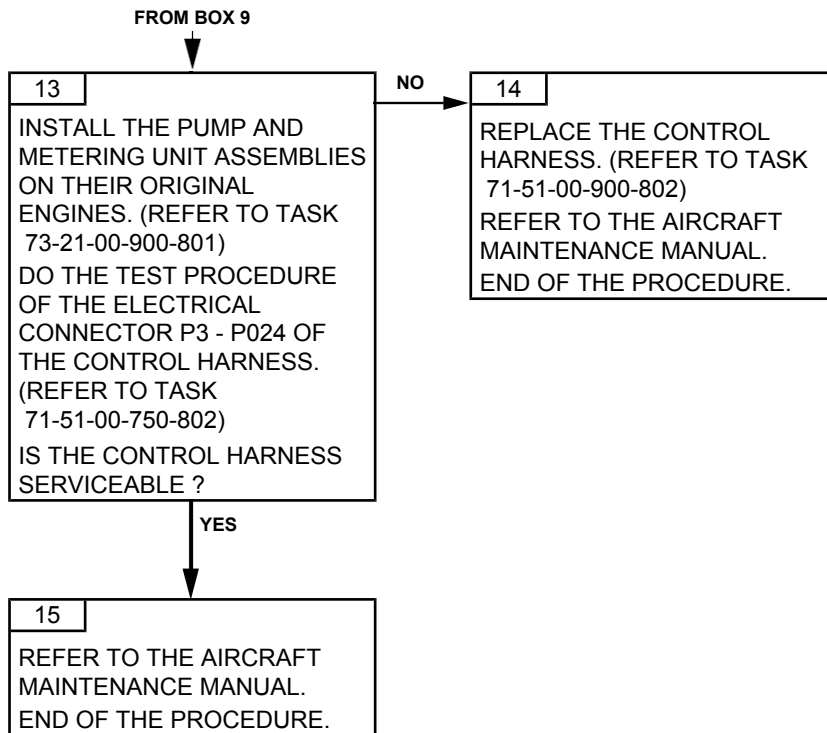 FROM BOX 9
13
INSTALL THE PUMP AND
METERING UNIT ASSEMBLIES
ON THEIR ORIGINAL
ENGINES. (REFER TO TASK
73-21-00-900-801)
DO THE TEST PROCEDURE
OF THE ELECTRICAL
CONNECTOR P3 - P024 OF
THE CONTROL HARNESS.
(REFER TO TASK
71-51-00-750-802)
IS THE CONTROL HARNESS
SERVICEABLE ?
NO
14
REPLACE THE CONTROL
HARNESS. (REFER TO TASK
71-51-00-900-802)
REFER TO THE AIRCRAFT
MAINTENANCE MANUAL.
END OF THE PROCEDURE.
YES
15
REFER TO THE AIRCRAFT
MAINTENANCE MANUAL.
END OF THE PROCEDURE.